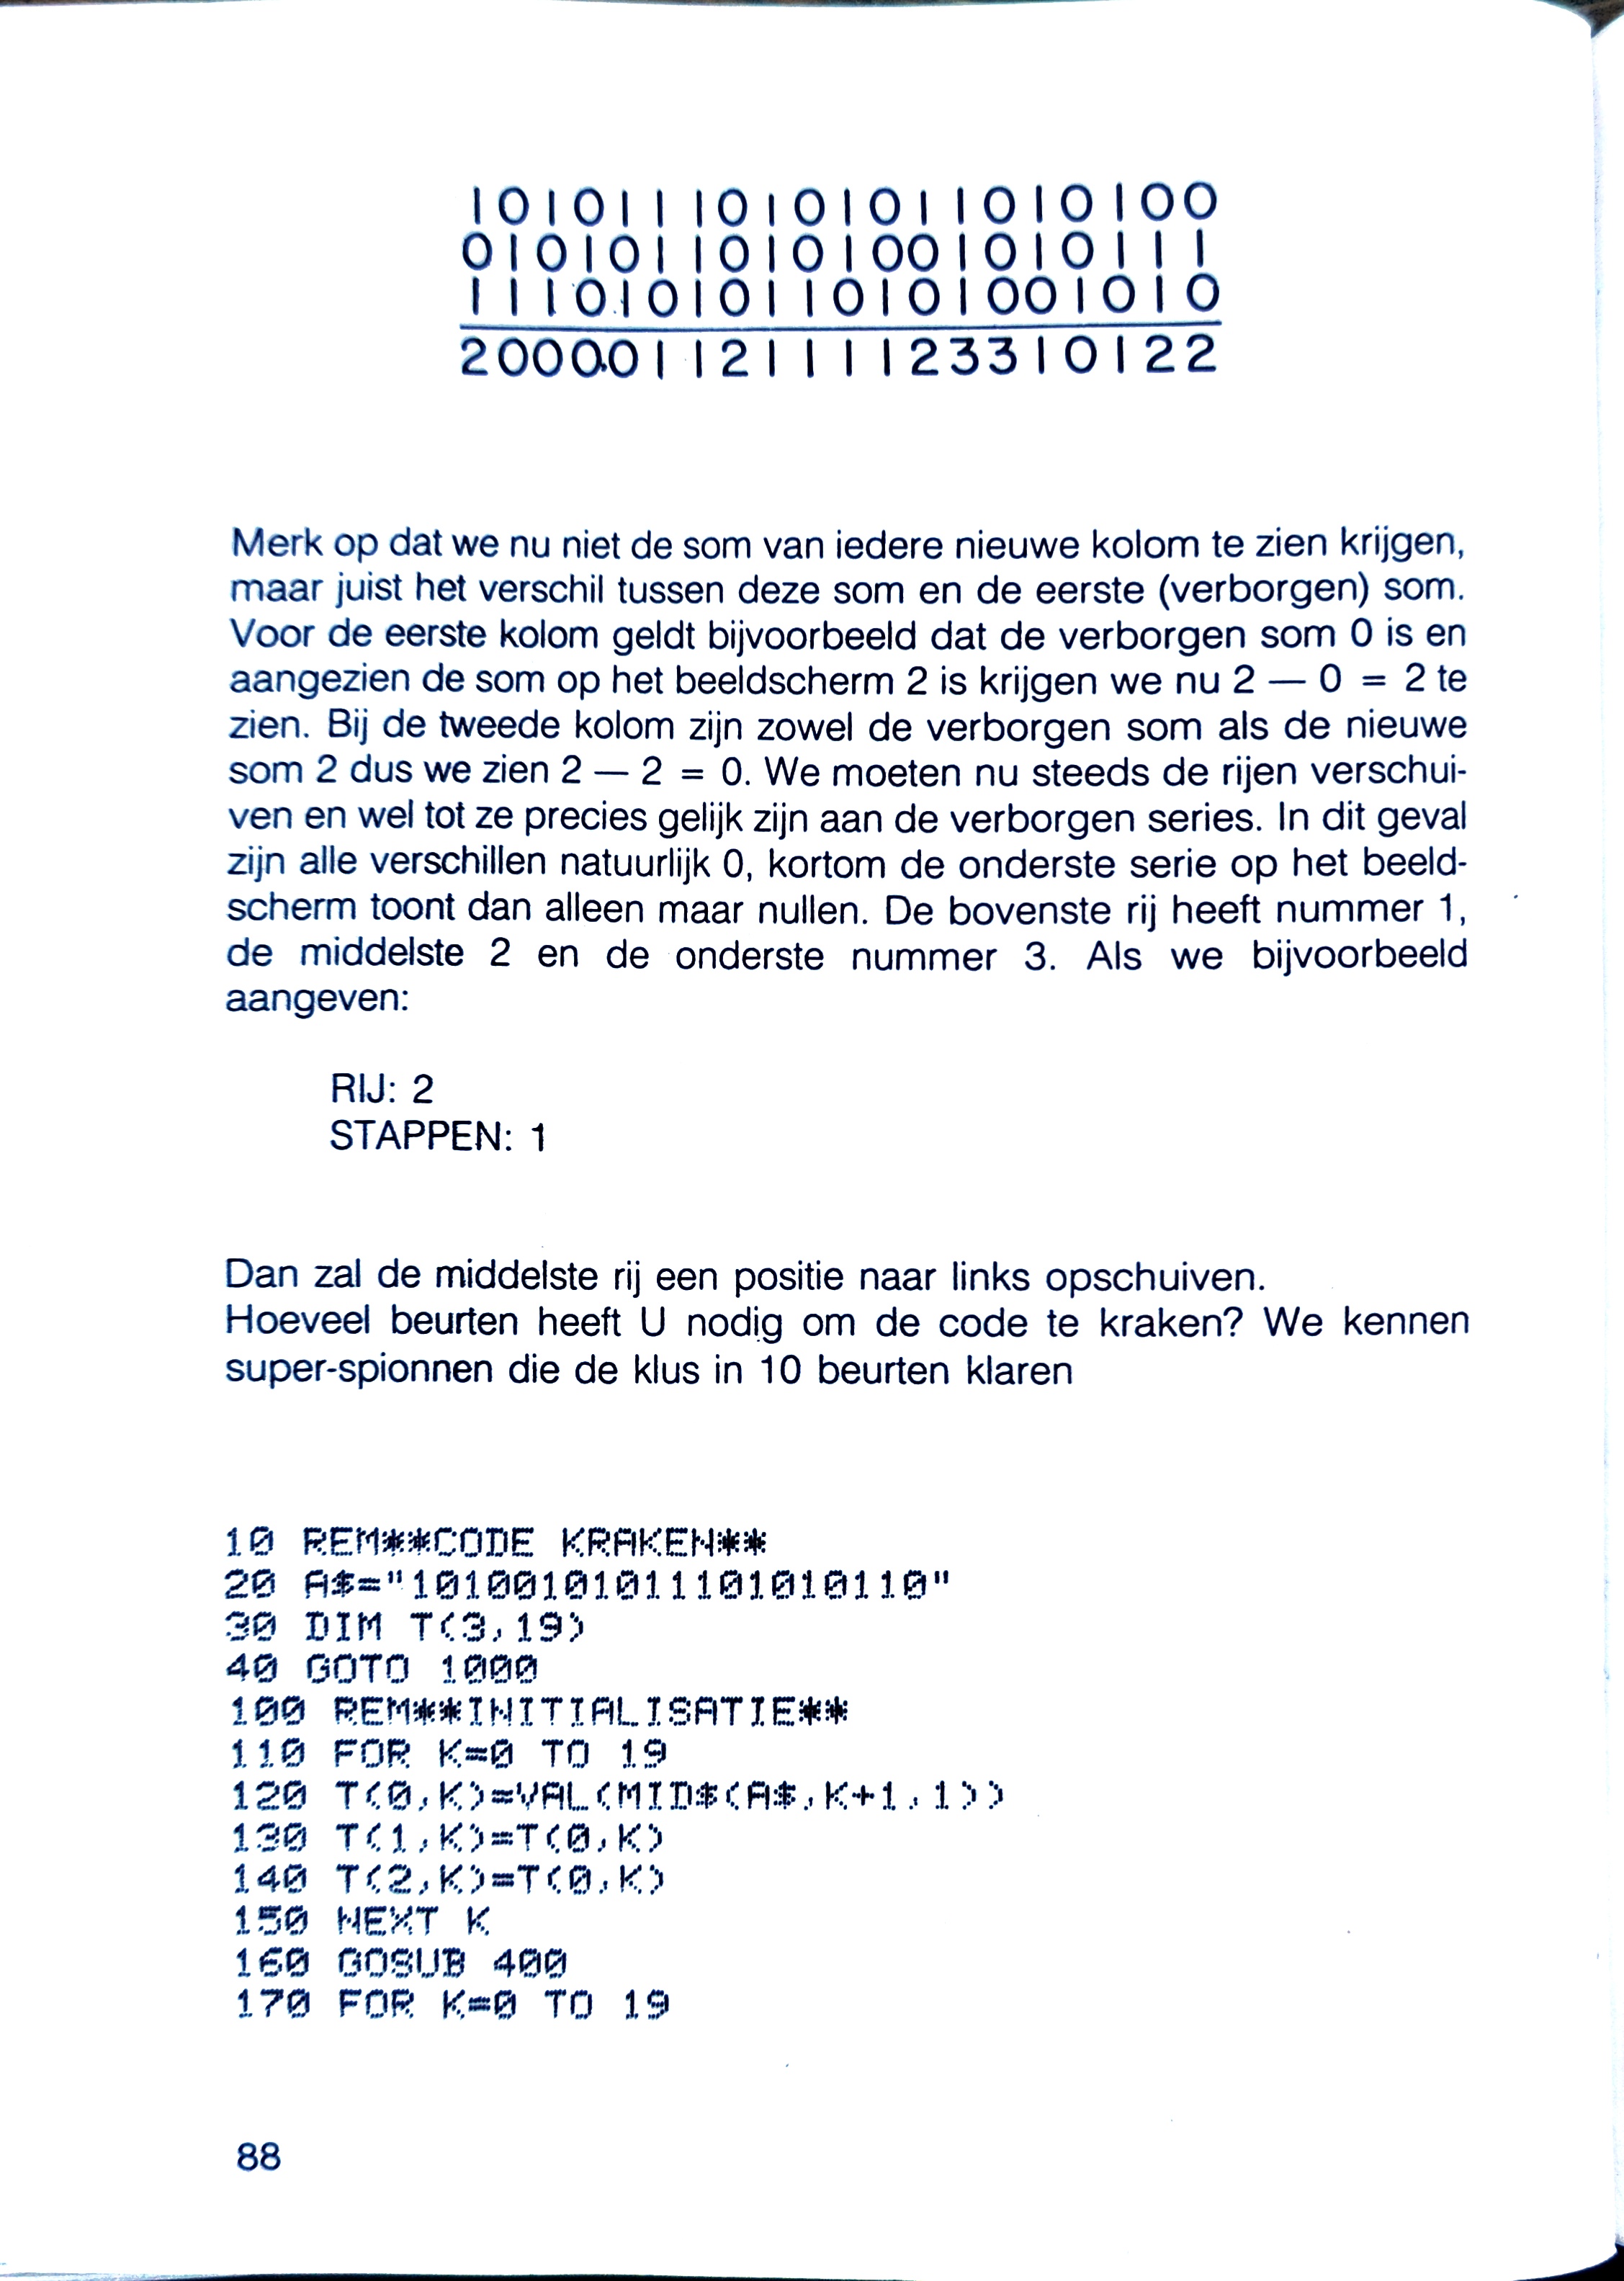 10101110101011010100
01010110101001010111
11101010110101001010
20000112111123310122
Merk op dat we nu niet de som van iedere nieuwe kolom te zien krijgen,
maar juist het verschil tussen deze som en de eerste (verborgen) som.
Voor de eerste kolom geldt bijvoorbeeld dat de verborgen som 0 is en
aangezien de som op het beeldscherm 2 is krijgen we nu 2 — 0 = 2 te
zien. Bij de tweede kolom zijn zowel de verborgen som als de nieuwe
som 2 dus we zien 2 — 2 = 0. We moeten nu steeds de rijen verschui-
ven en wel tot ze precies gelijk zijn aan de verborgen series. In dit geval
zijn alle verschillen natuurlijk 0, kortom de onderste serie op het beeld-
scherm toont dan alleen maar nullen. De bovenste rij heeft nummer 1,
de middelste 2 en de onderste nummer 3. Als we bijvoorbeeld
aangeven:
RIJ: 2
STAPPEN: 1
Dan zal de middelste rij een positie naar links opschuiven.
Hoeveel beurten heeft U nodig om de code te kraken? We kennen
super-spionnen die de klus in 10 beurten klaren
10 REM**CODE KRAKEN**
20 A$="10100101011101010110"
30 DIM T(3,19)
40 GOTO 1000
100 REM**INITIALISATIE**
110 FOR K=0 TO 19
120 T(0,K)=VAL(MID$(A$,K+1,1))
130 T(1,K)=T(0,K)
140 T(2,K)=T(0,K)
150 NEXT K
160 GOSUB 400
170 FOR K=0 TO 19
88